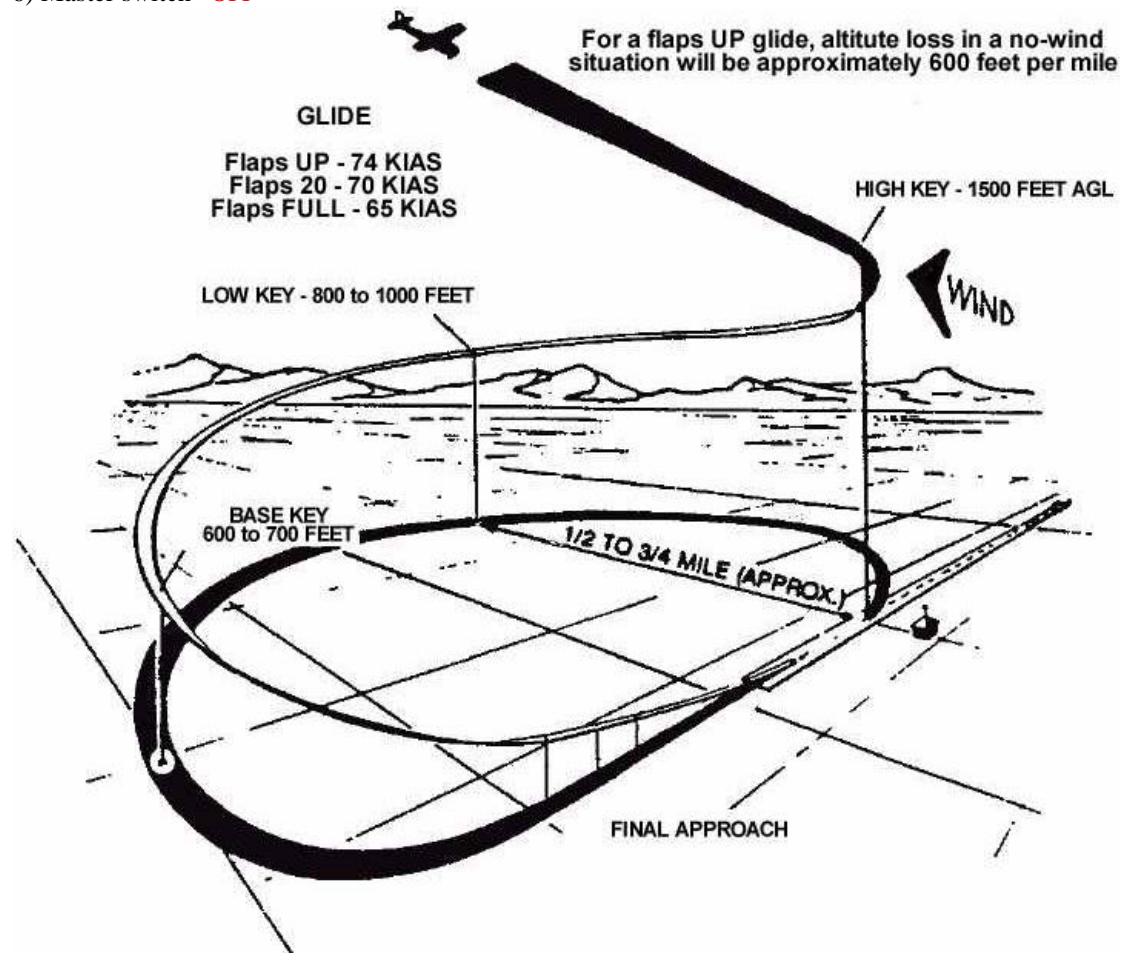 For a flaps UP glide, altitute loss in a no-wind
situation will be approximately 600 feet per mile
GLIDE
Flaps UP - 74 KIAS
Flaps 20 - 70 KIAS
Flaps FULL - 65 KIAS
HIGH KEY - 1500 FEET AGL
WIND
LOW KEY - 800 to 1000 FEET
BASE KEY
600 to 700 FEET
1/2 TO 3/4 MILE (APPROX.)
FINAL APPROACH